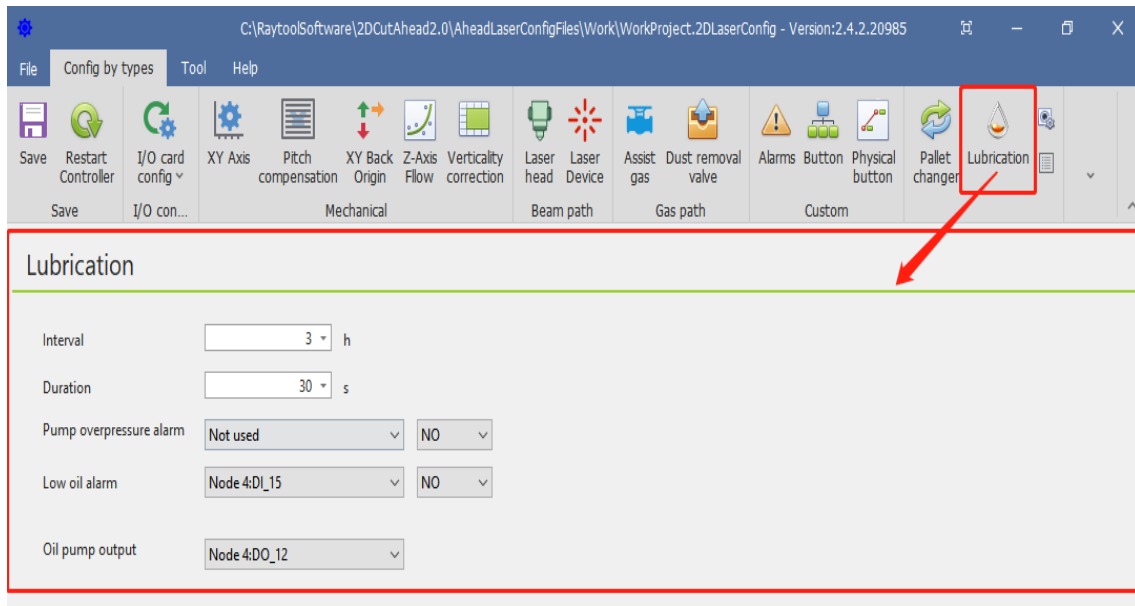 C:\RaytoolSoftware\2DCutAhead2.0\AheadLaserConfigFiles\Work\WorkProject.2DLaserConfig - Version:2.4.2.20985
File Config by types Tool Help
Save Restart I/O card XY Axis Pitch XY Back Z-Axis Verticality Laser Laser Assist Dust removal Alarms Button Physical Pallet Lubrication
Controller config compensation Origin Fllow correction head Device gas valve button changer
Save I/O con... Mechanical Beam path Gas path Custom
Lubrication
Interval 3 h
Duration 30 s
Pump overpressure alarm Not used NO
Low oil alarm Node 4:DI_15 NO
Oil pump output Node 4:DO_12